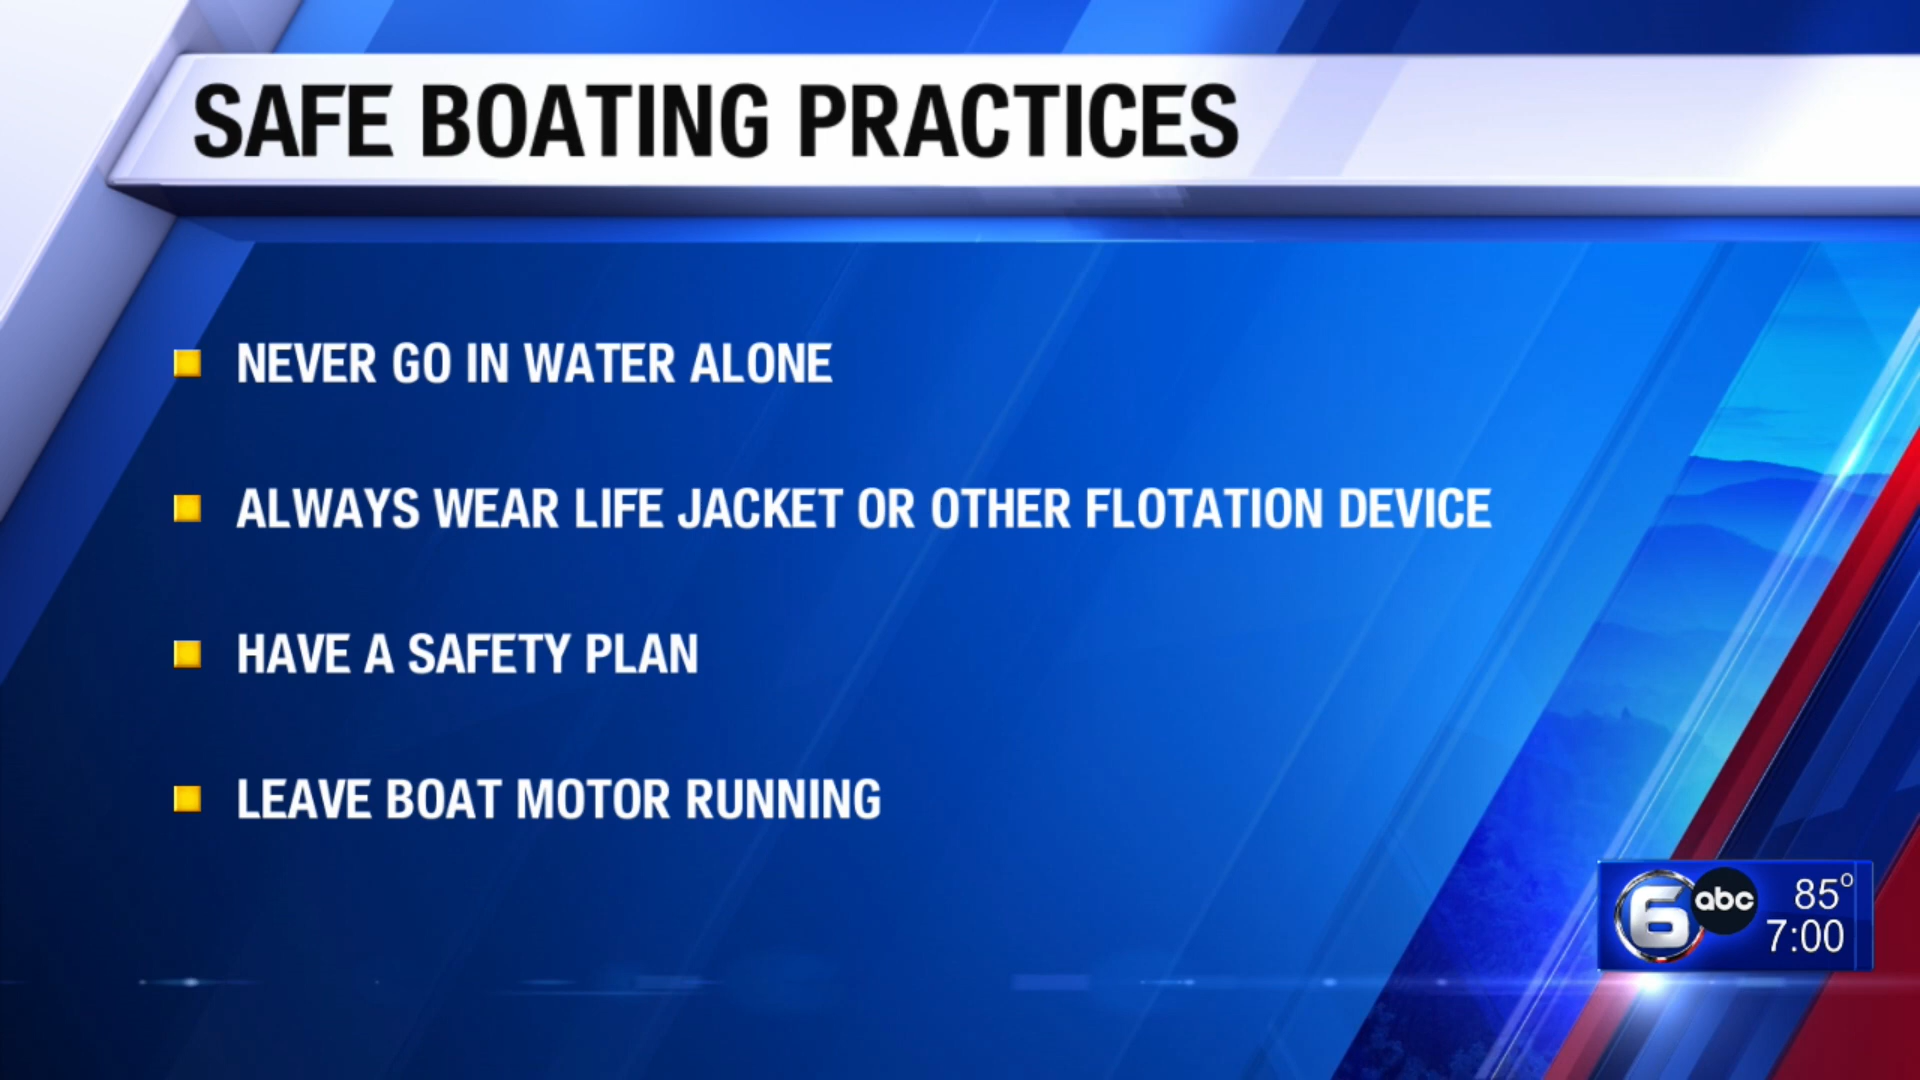 SAFE BOATING PRACTICES
NEVER GO IN WATER ALONE
ALWAYS WEAR LIFE JACKET OR OTHER FLOTATION DEVICE
HAVE A SAFETY PLAN
LEAVE BOAT MOTOR RUNNING
6 abc 85°
7:00